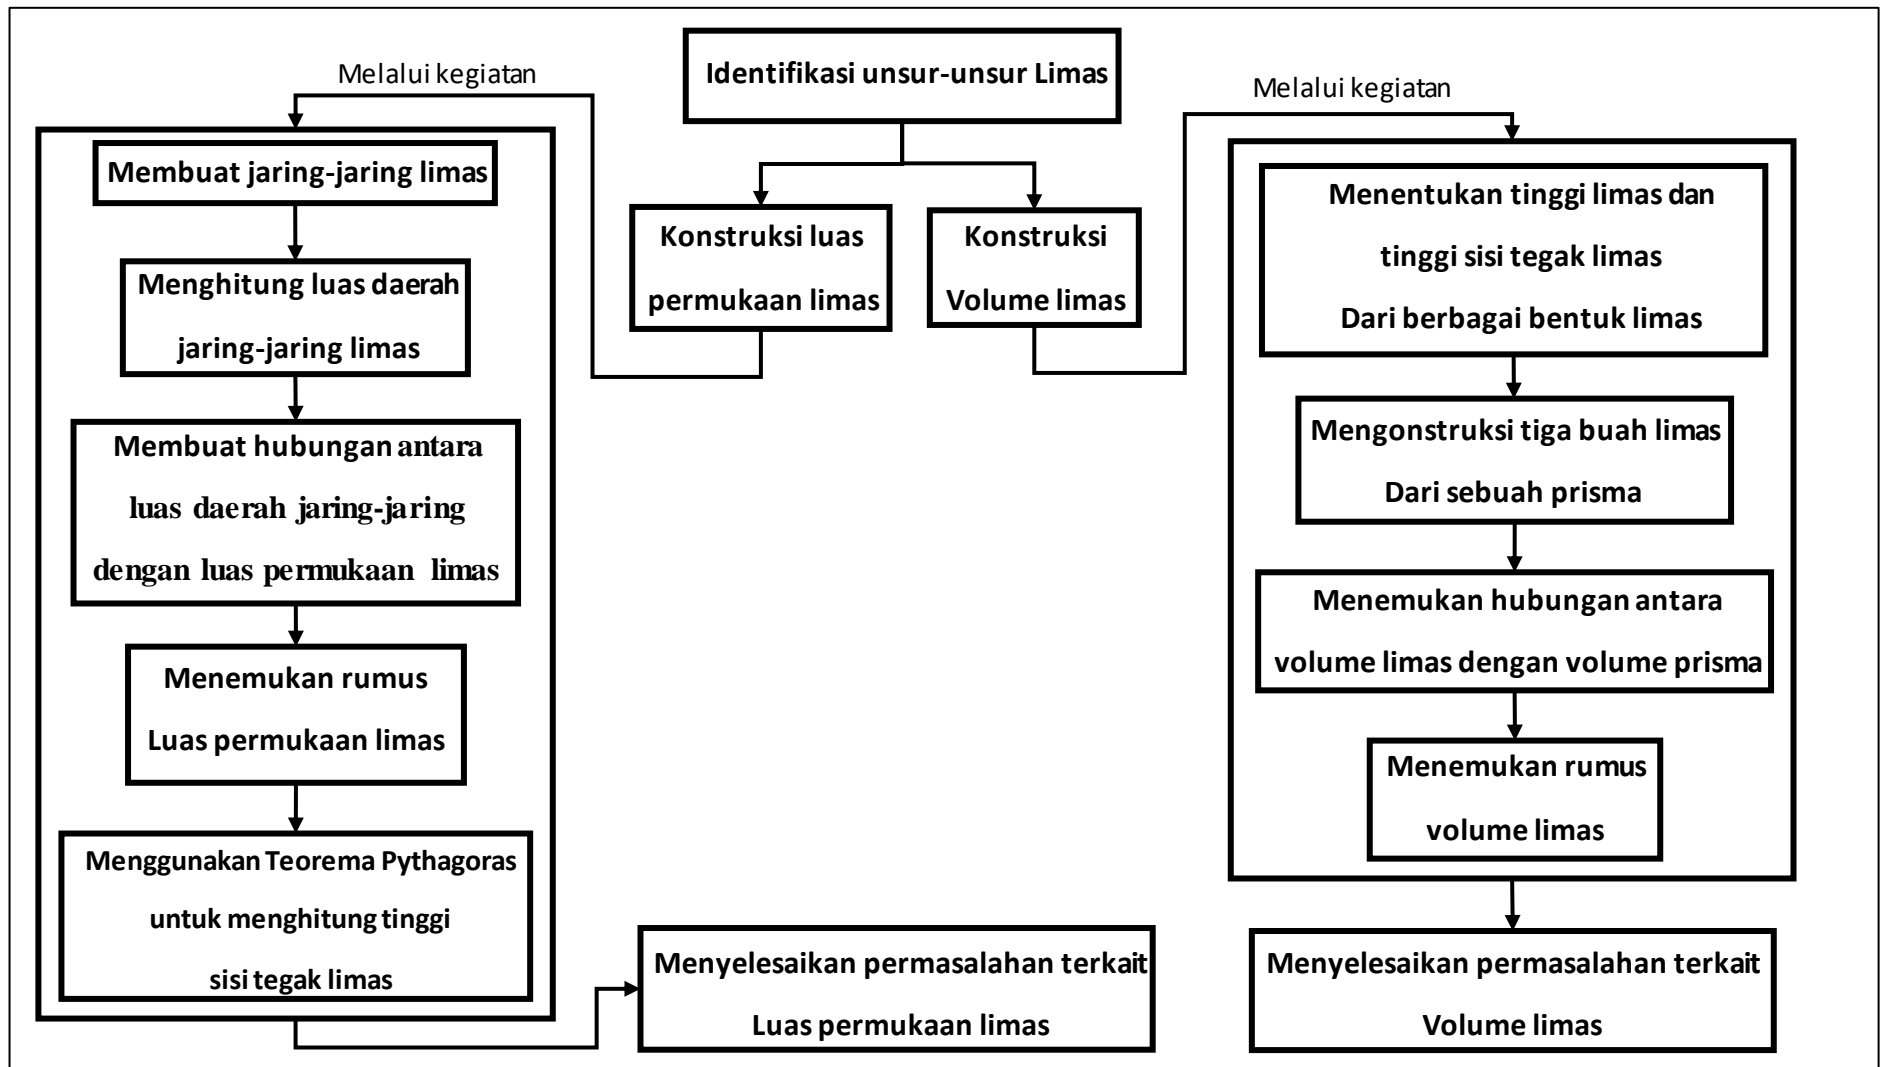 Identifikasi unsur-unsur Limas
Konstruksi luas
permukaan limas
Konstruksi
Volume limas
Melalui kegiatan
Membuat jaring-jaring limas
Menghitung luas daerah
jaring-jaring limas
Membuat hubungan antara
luas daerah jaring-jaring
dengan luas permukaan limas
Menemukan rumus
Luas permukaan limas
Menggunakan Teorema Pythagoras
untuk menghitung tinggi
sisi tegak limas
Menyelesaikan permasalahan terkait
Luas permukaan limas
Melalui kegiatan
Menentukan tinggi limas dan
tinggi sisi tegak limas
Dari berbagai bentuk limas
Mengonstruksi tiga buah limas
Dari sebuah prisma
Menemukan hubungan antara
volume limas dengan volume prisma
Menemukan rumus
volume limas
Menyelesaikan permasalahan terkait
Volume limas